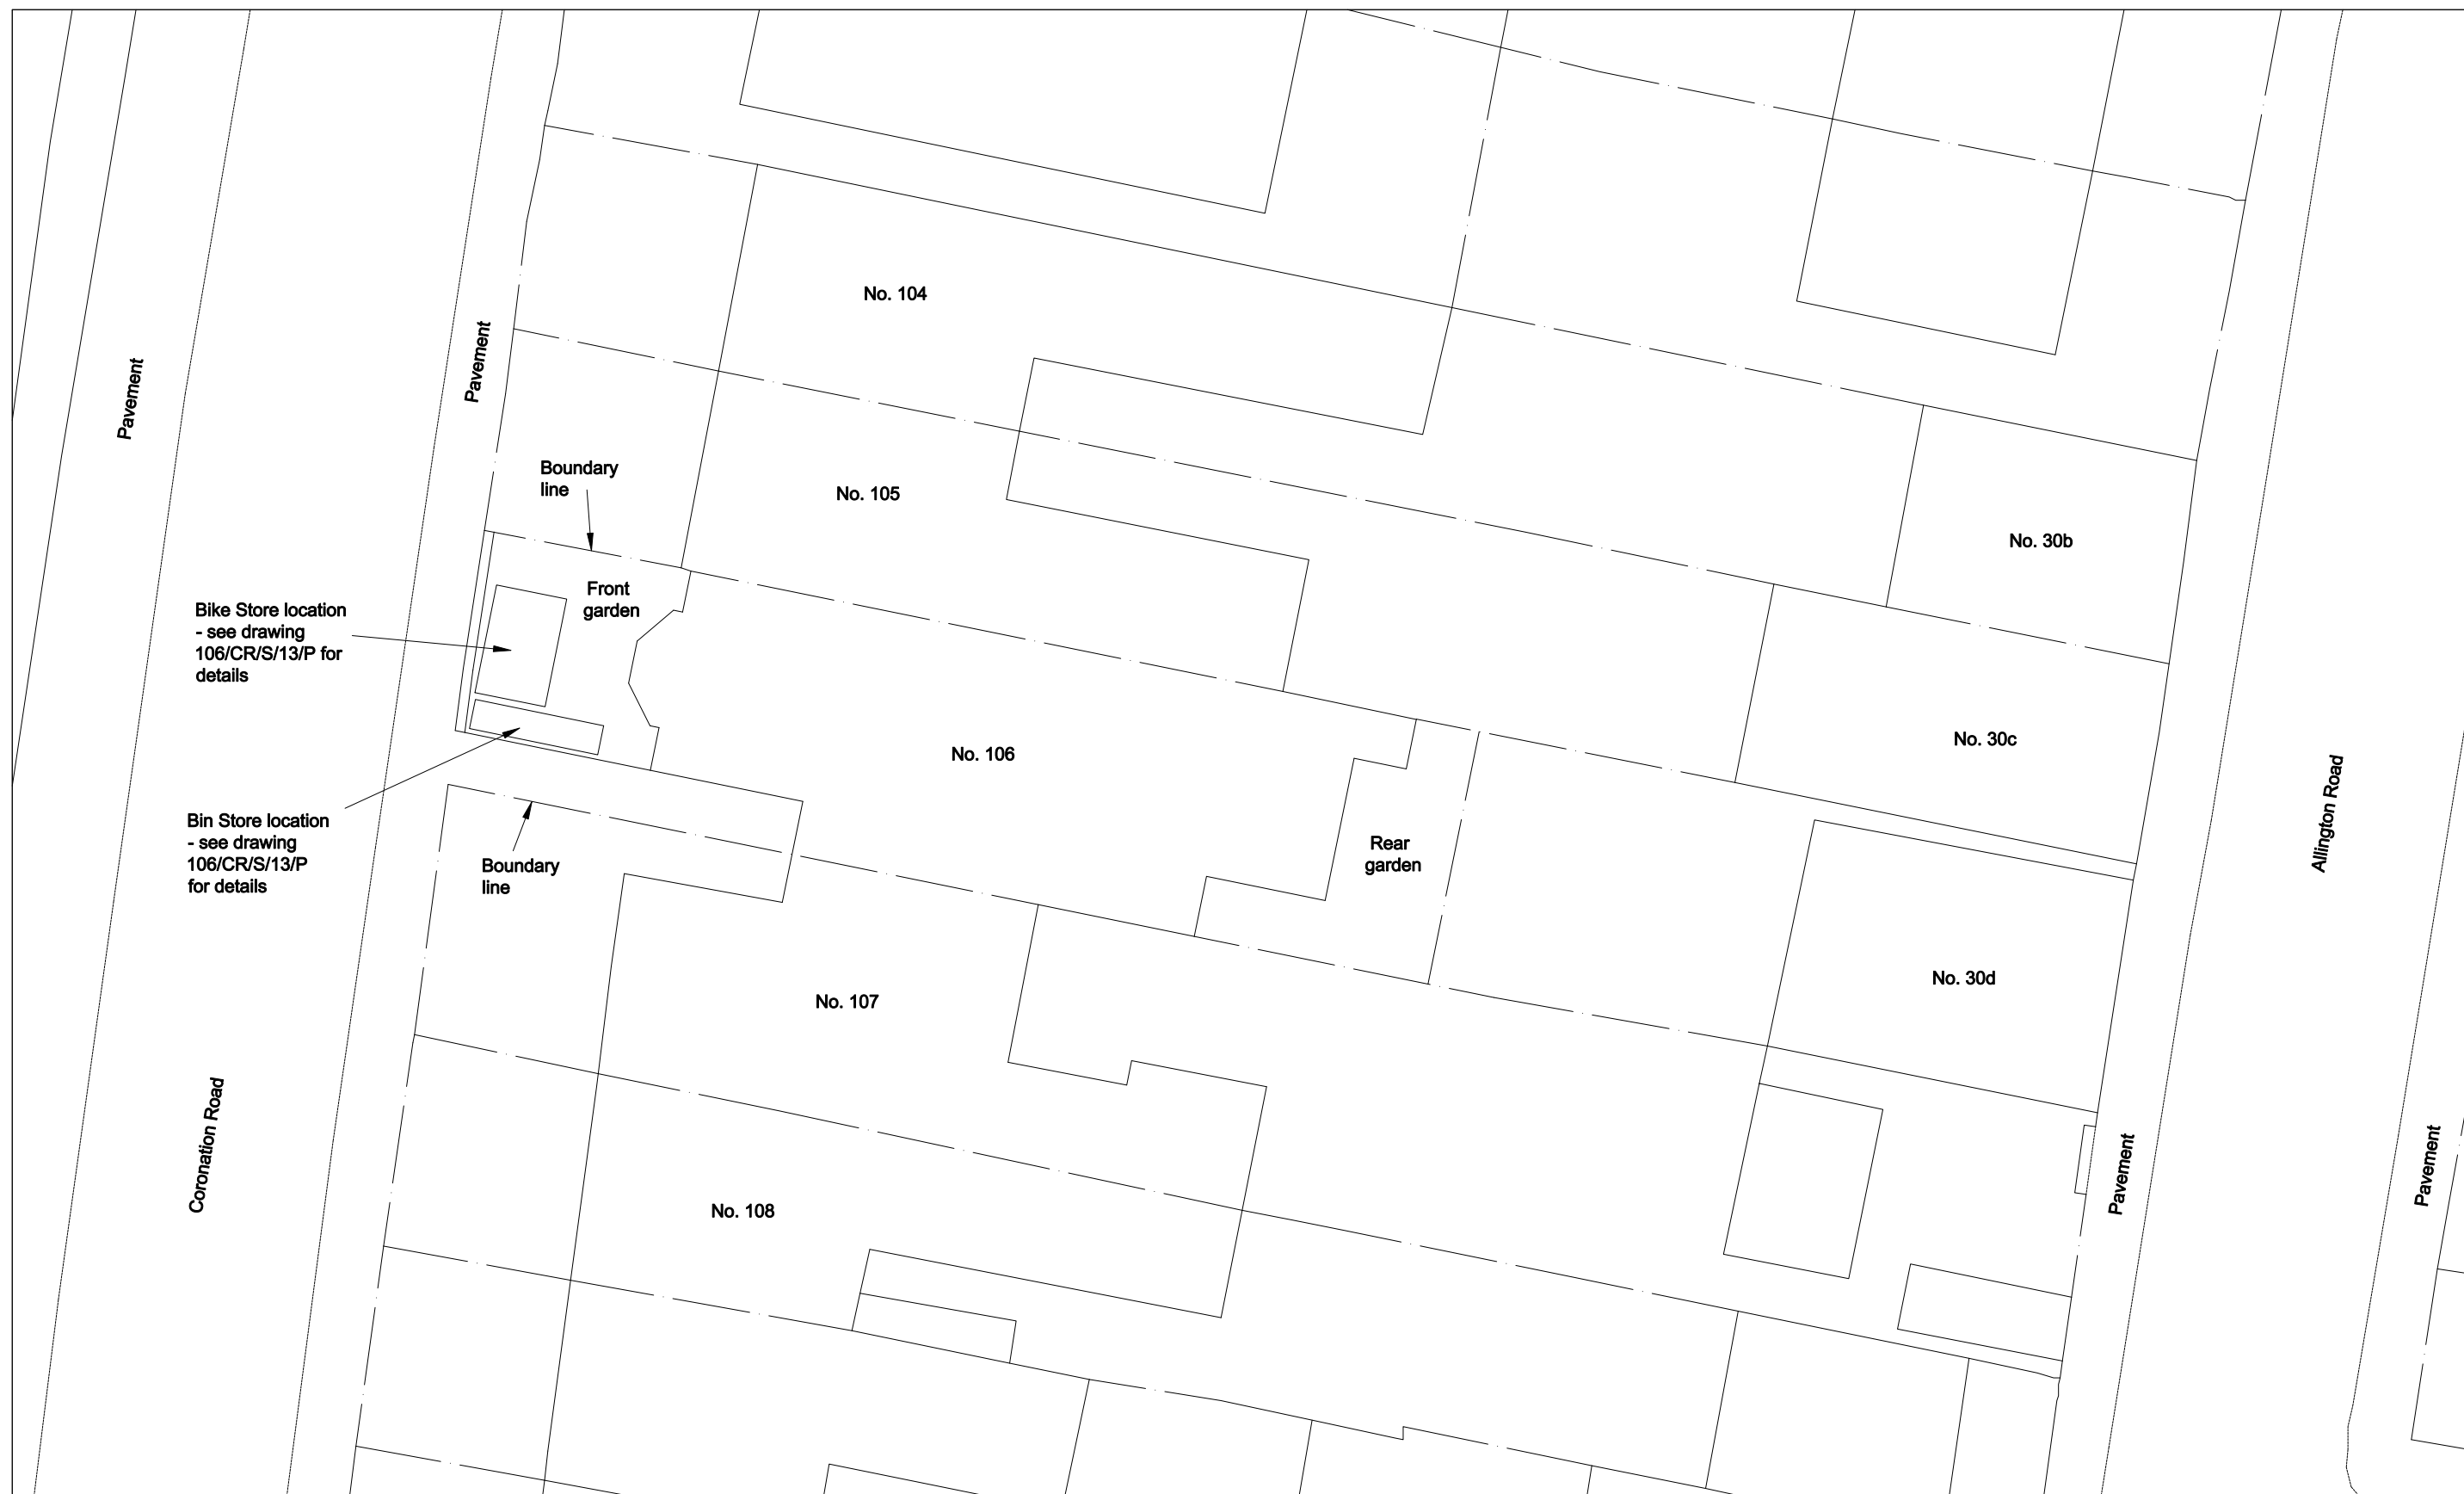 No. 104
Pavement
Pavement
Boundary
line
No. 105
No. 30b
Front
garden
Bike Store location
- see drawing
106/CR/S/13/P for
details
No. 106
No. 30c
Allington Road
Bin Store location
- see drawing
106/CR/S/13/P
for details
Boundary
line
Rear
garden
No. 30d
No. 107
Coronation Road
Pavement
Pavement
No. 108